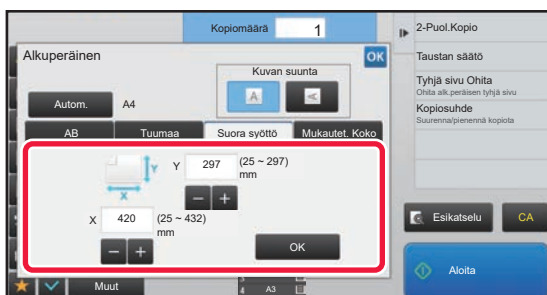 Kopiomäärä 1
2-Puol.Kopio
Alkuperäinen
OK
Taustan säätö
Kuvan suunta
A
A
Tyhjä sivu Ohita
Ohita alk.peräisen tyhjä sivu
Autom.
A4
Kopiosuhde
Suurenna/pienennä kopiota
AB
Tuumaa
Suora syöttö
Mukautet. Koko
Y
X
Y 297 (25 ~ 297)
mm
X 420 (25 ~ 432)
mm
OK
Esikatselu
CA
Aloita
Muut
4 A3